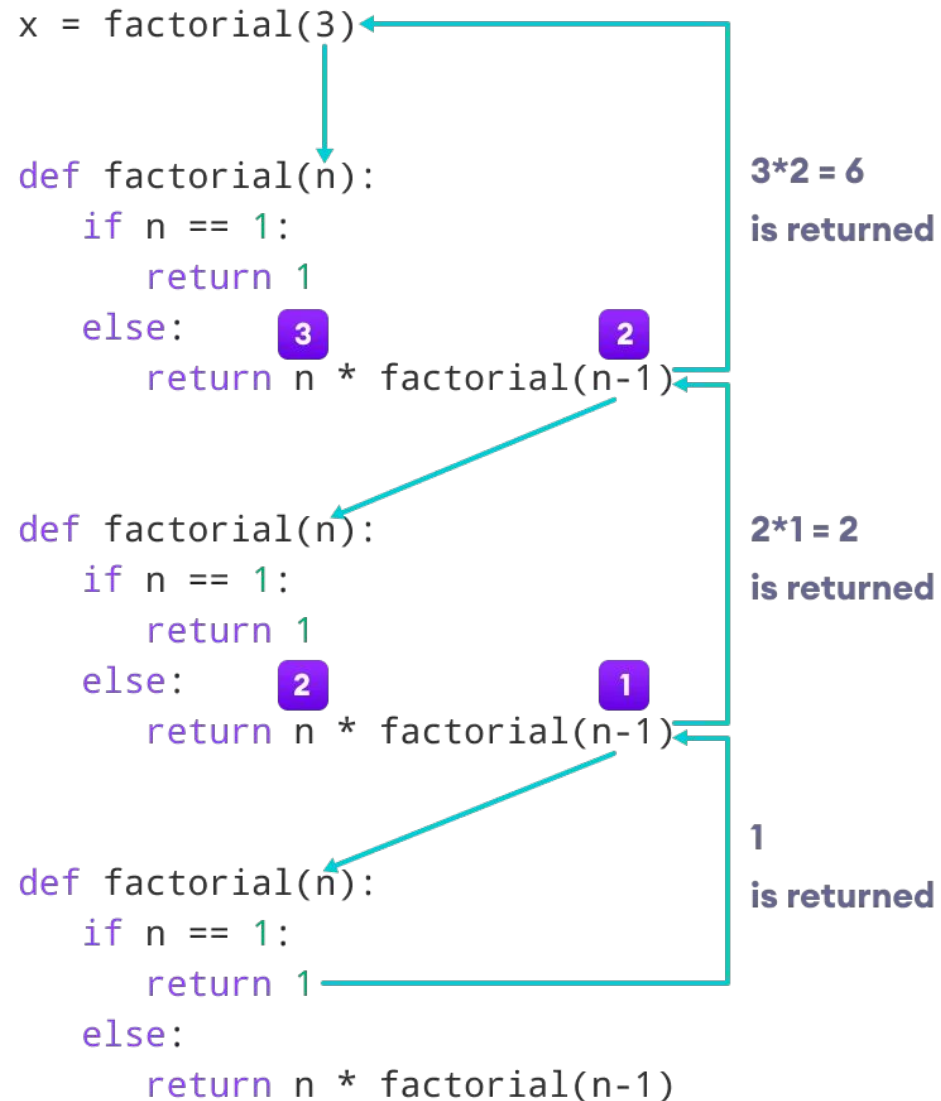 x = factorial(3)
def factorial(n):
3*2 = 6
if n == 1:
is returned
return 1
else:
3
2
return n * factorial(n-1)
def factorial(n):
2*1 = 2
if n == 1:
is returned
return 1
else:
2
1
return n * factorial(n-1)
1
def factorial(n):
is returned
if n == 1:
return 1
else:
return n * factorial(n-1)